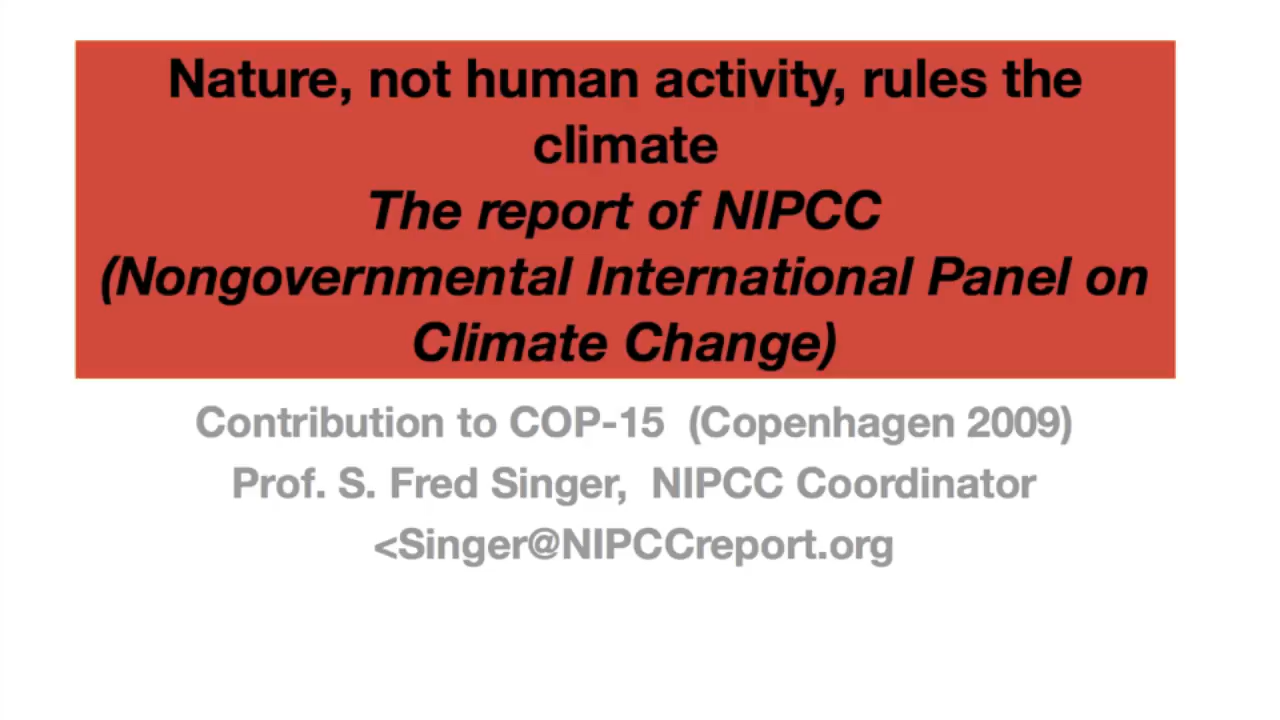 Nature, not human activity, rules the
climate
The report of NIPCC
(Nongovernmental International Panel on
Climate Change)
Contribution to COP-15 (Copenhagen 2009)
Prof. S. Fred Singer, NIPCC Coordinator
<Singer@NIPCCreport.org